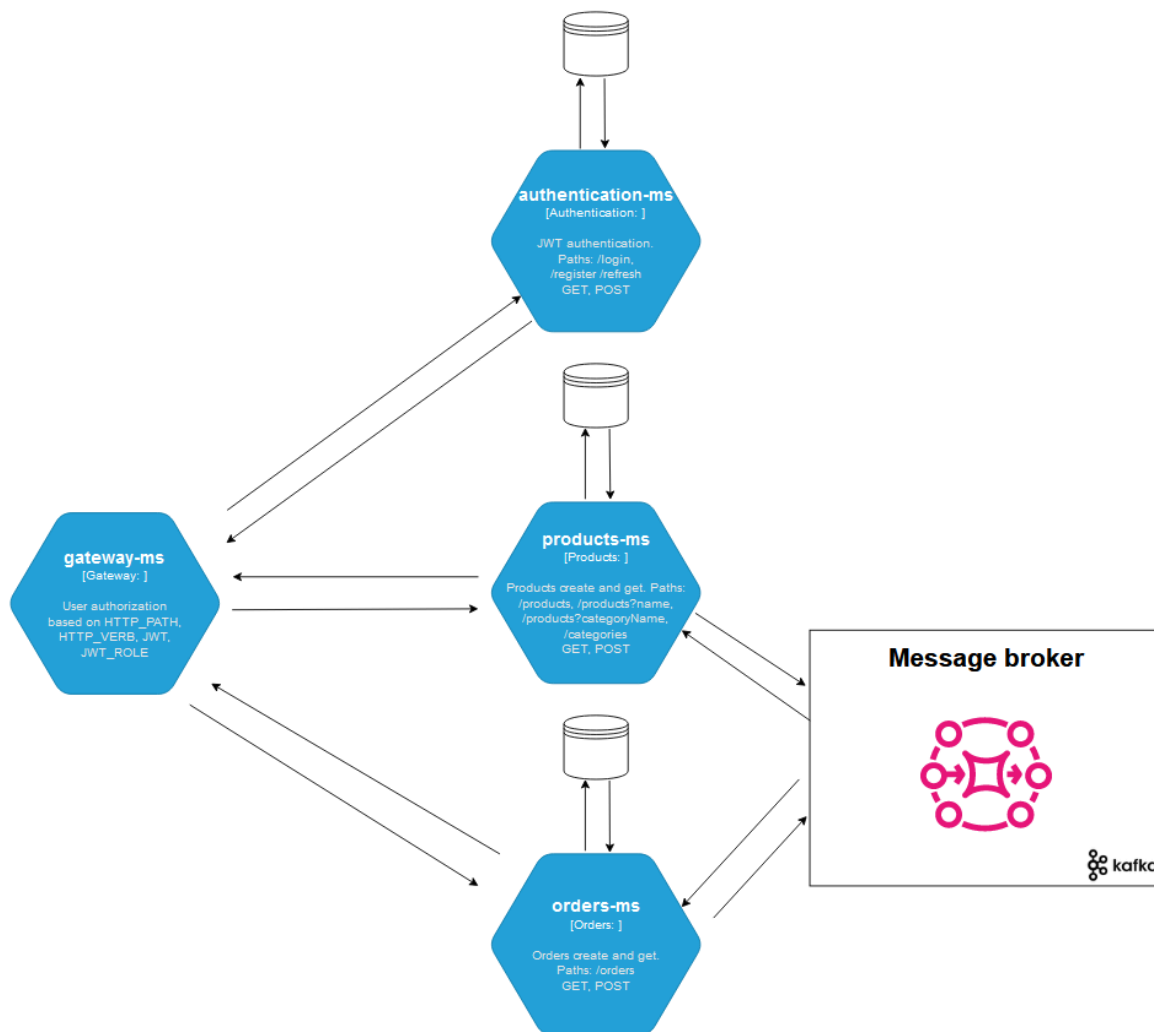 authentication-ms
[Authentication: ]
JWT authentication.
Paths: /login,
/register /refresh
GET, POST
gateway-ms
[Gateway: ]
User authorization
based on HTTP_PATH,
HTTP_VERB, JWT,
JWT_ROLE
products-ms
[Products: ]
Products create and get. Paths:
/products, /products?name,
/products?categoryName,
/categories
GET, POST
Message broker
kafka
orders-ms
[Orders: ]
Orders create and get.
Paths: /orders
GET, POST